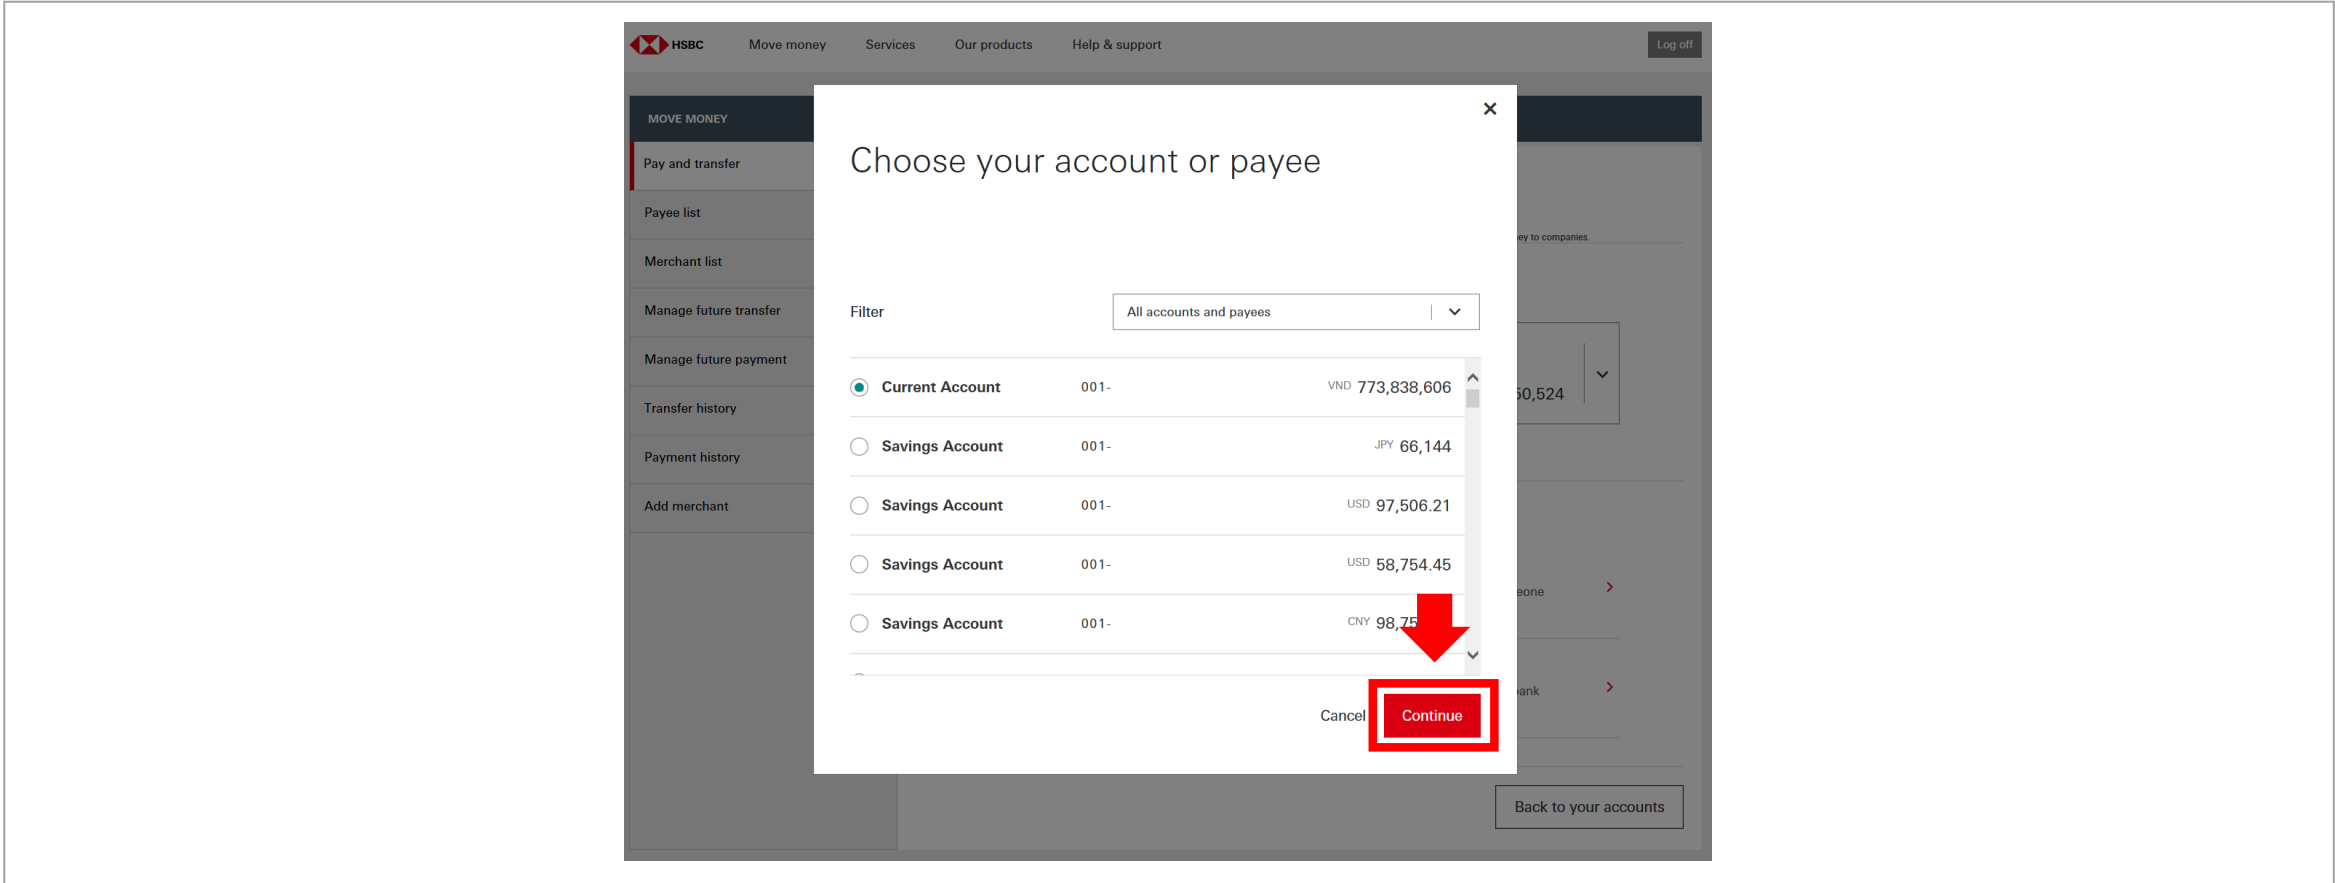 HSBC Move money Services Our products Help & support Log off
MOVE MONEY
Pay and transfer
Payee list
Merchant list
Manage future transfer
Manage future payment
Transfer history
Payment history
Add merchant
Choose your account or payee
Filter All accounts and payees
Current Account 001- VND 773,838,606
Savings Account 001- JPY 66,144
Savings Account 001- USD 97,506.21
Savings Account 001- USD 58,754.45
Savings Account 001- CNY 98,75
Cancel Continue
to companies.
50,524
Back to your accounts